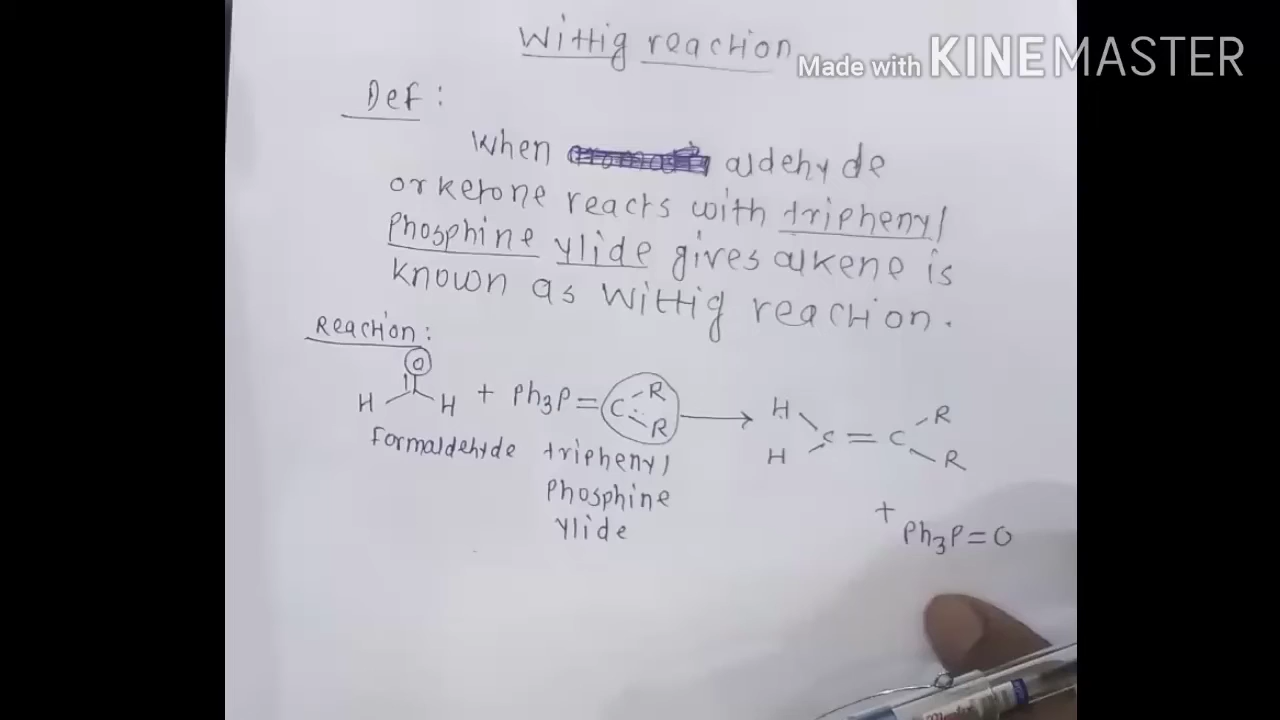 Wittig reaction
Made with KINEMASTER
Def :
When aldehyde
or ketone reacts with triphenyl
phosphine ylide gives alkene is
known as Wittig reaction.
Reaction:
O
H H + Ph3P = C R R → H H C = C R R
Formaldehyde triphenyl
phosphine
ylide
+ Ph3P=O